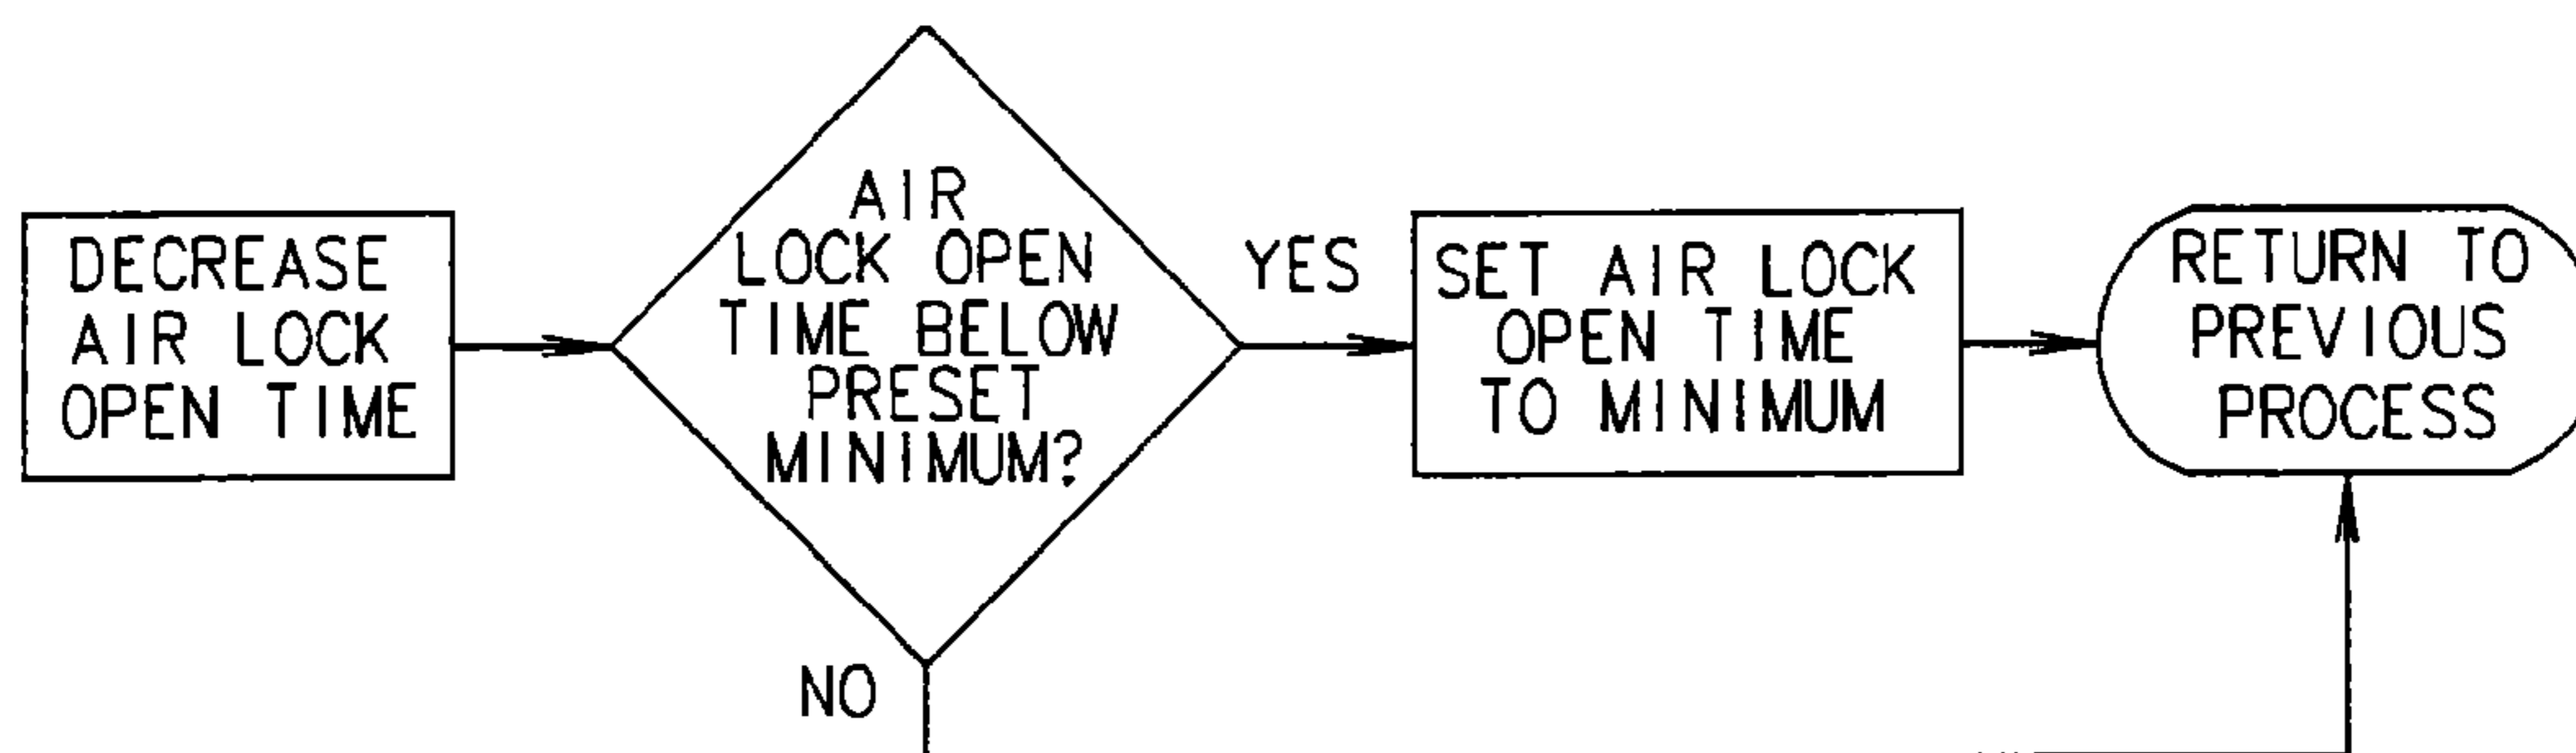 DECREASE
AIR LOCK
OPEN TIME
AIR
LOCK OPEN
TIME BELOW
PRESET
MINIMUM?
YES
SET AIR LOCK
OPEN TIME
TO MINIMUM
RETURN TO
PREVIOUS
PROCESS
NO